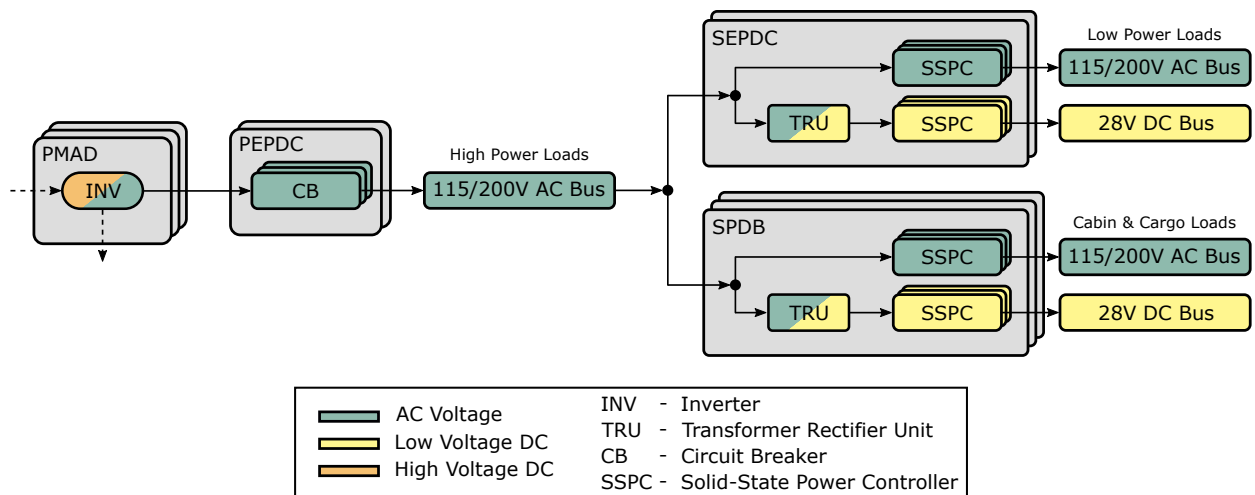 PMAD
INV
PEPDC
CB
High Power Loads
115/200V AC Bus
SEPDC
SSPC
TRU
SSPC
Low Power Loads
115/200V AC Bus
28V DC Bus
SPDB
SSPC
TRU
SSPC
Cabin & Cargo Loads
115/200V AC Bus
28V DC Bus
AC Voltage
Low Voltage DC
High Voltage DC
INV - Inverter
TRU - Transformer Rectifier Unit
CB - Circuit Breaker
SSPC - Solid-State Power Controller